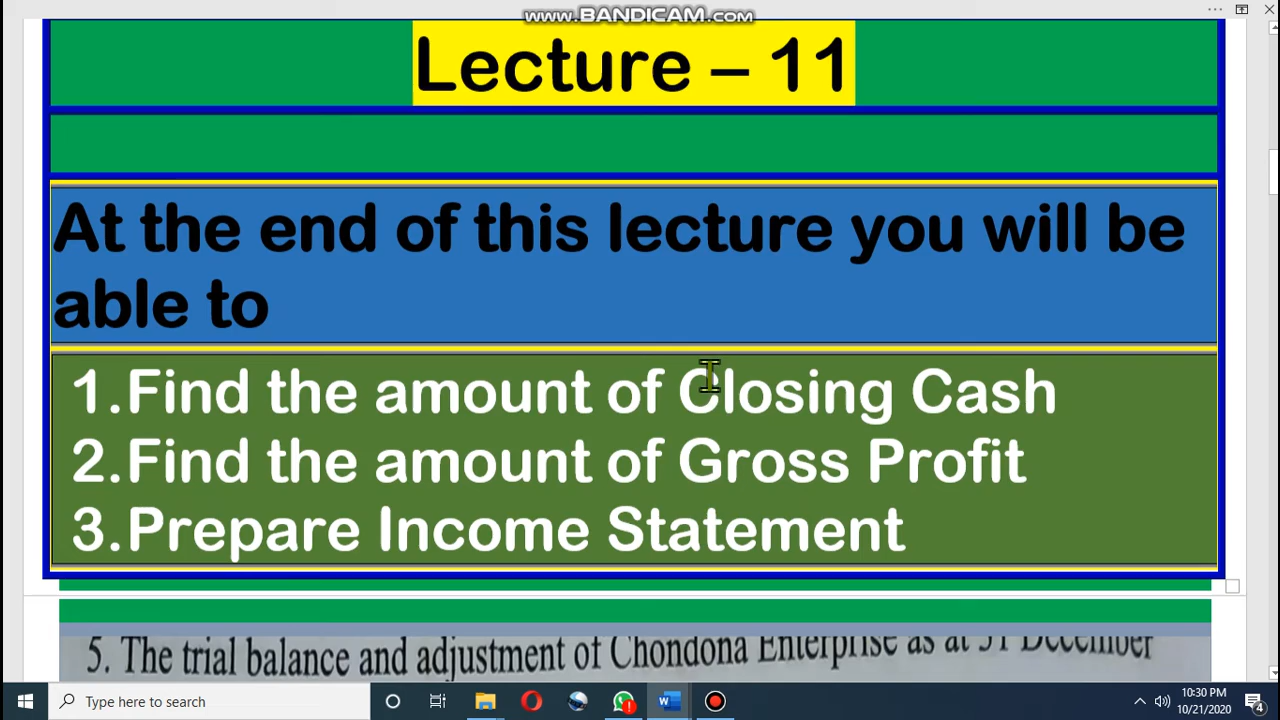 www.BANDICAM.com
Lecture – 11
At the end of this lecture you will be
able to
1.Find the amount of Closing Cash
2.Find the amount of Gross Profit
3.Prepare Income Statement
5. The trial balance and adjustment of Chondona Enterprise as at 31 December
Type here to search
10:30 PM
10/21/2020
4